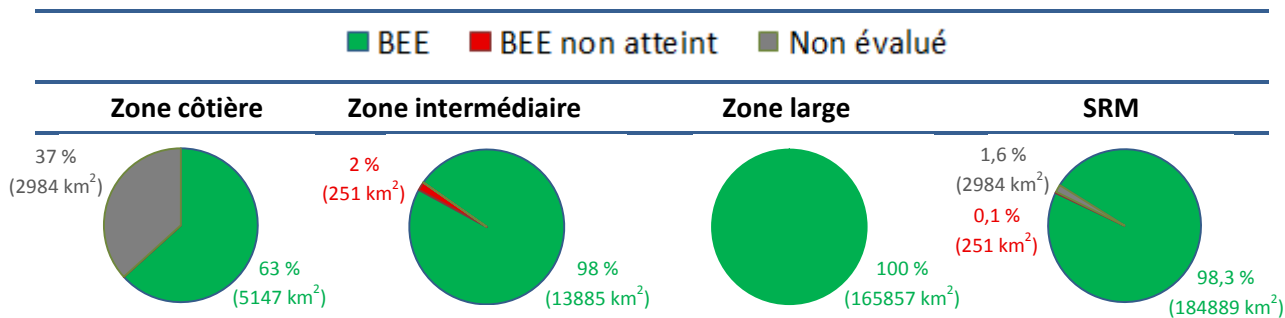 BEE BEE non atteint Non évalué
Zone côtière Zone intermédiaire Zone large SRM
37 %
(2984 km²)
63 %
(5147 km²)
2 %
(251 km²)
98 %
(13885 km²)
100 %
(165857 km²)
1,6 %
(2984 km²)
0,1 %
(251 km²)
98,3 %
(184889 km²)